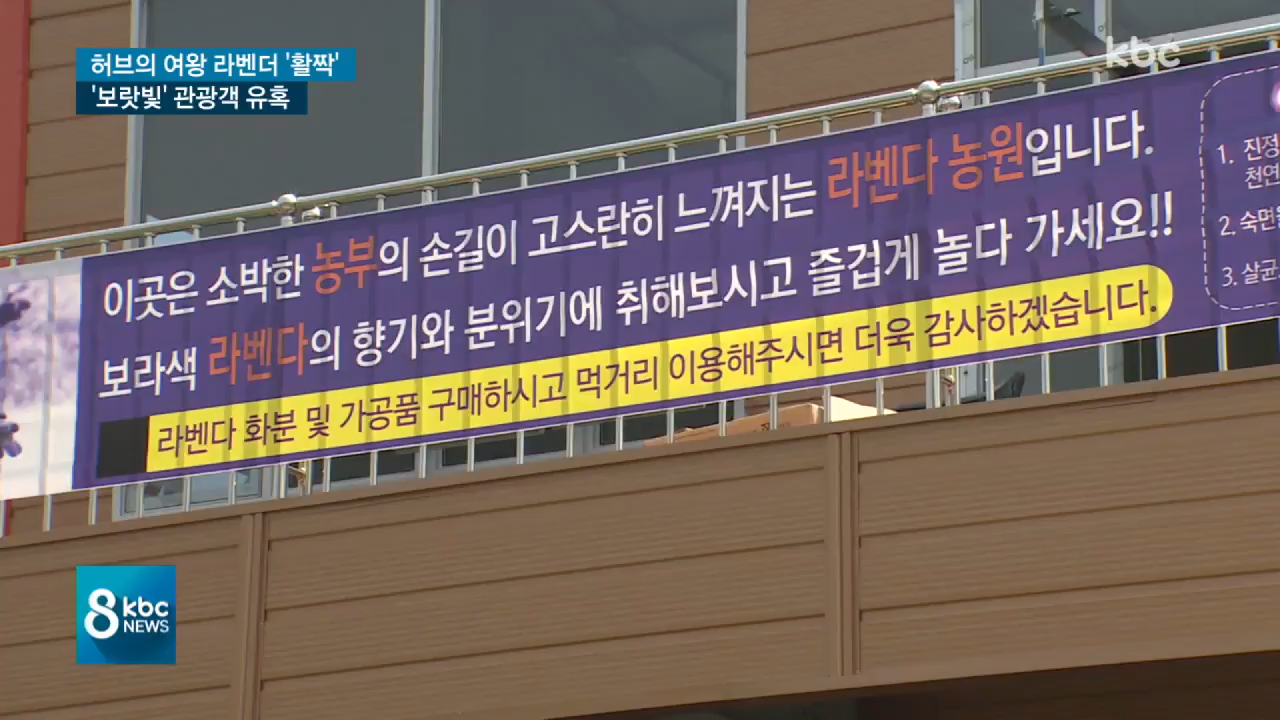 허브의 여왕 라벤더 '활짝'
'보랏빛' 관광객 유혹
kbc
이곳은 소박한 농부의 손길이 고스란히 느껴지는 라벤다 농원입니다.
보라색 라벤다의 향기와 분위기에 취해보시고 즐겁게 놀다 가세요!!
라벤다 화분 및 가공품 구매하시고 먹거리 이용해주시면 더욱 감사하겠습니다.
1. 진정
천연
2. 숙면
3. 살균
8 kbc
NEWS